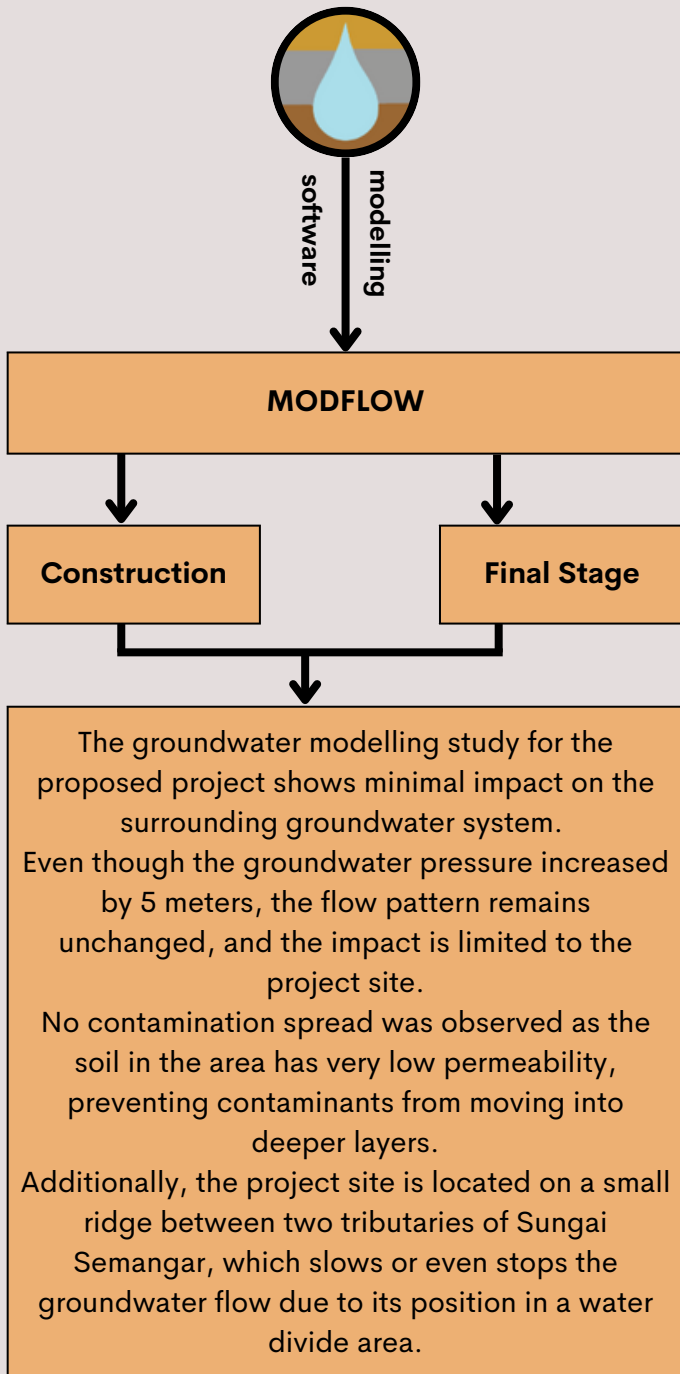 modelling
software
MODFLOW
Construction
Final Stage
The groundwater modelling study for the
proposed project shows minimal impact on the
surrounding groundwater system.
Even though the groundwater pressure increased
by 5 meters, the flow pattern remains
unchanged, and the impact is limited to the
project site.
No contamination spread was observed as the
soil in the area has very low permeability,
preventing contaminants from moving into
deeper layers.
Additionally, the project site is located on a small
ridge between two tributaries of Sungai
Semangar, which slows or even stops the
groundwater flow due to its position in a water
divide area.